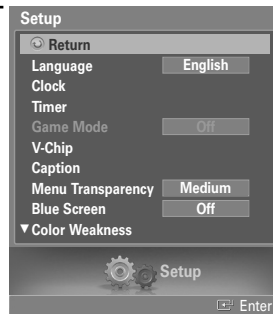 Setup
Return
Language English
Clock
Timer
Game Mode Off
V-Chip
Caption
Menu Transparency Medium
Blue Screen Off
▼Color Weakness
Setup
Enter